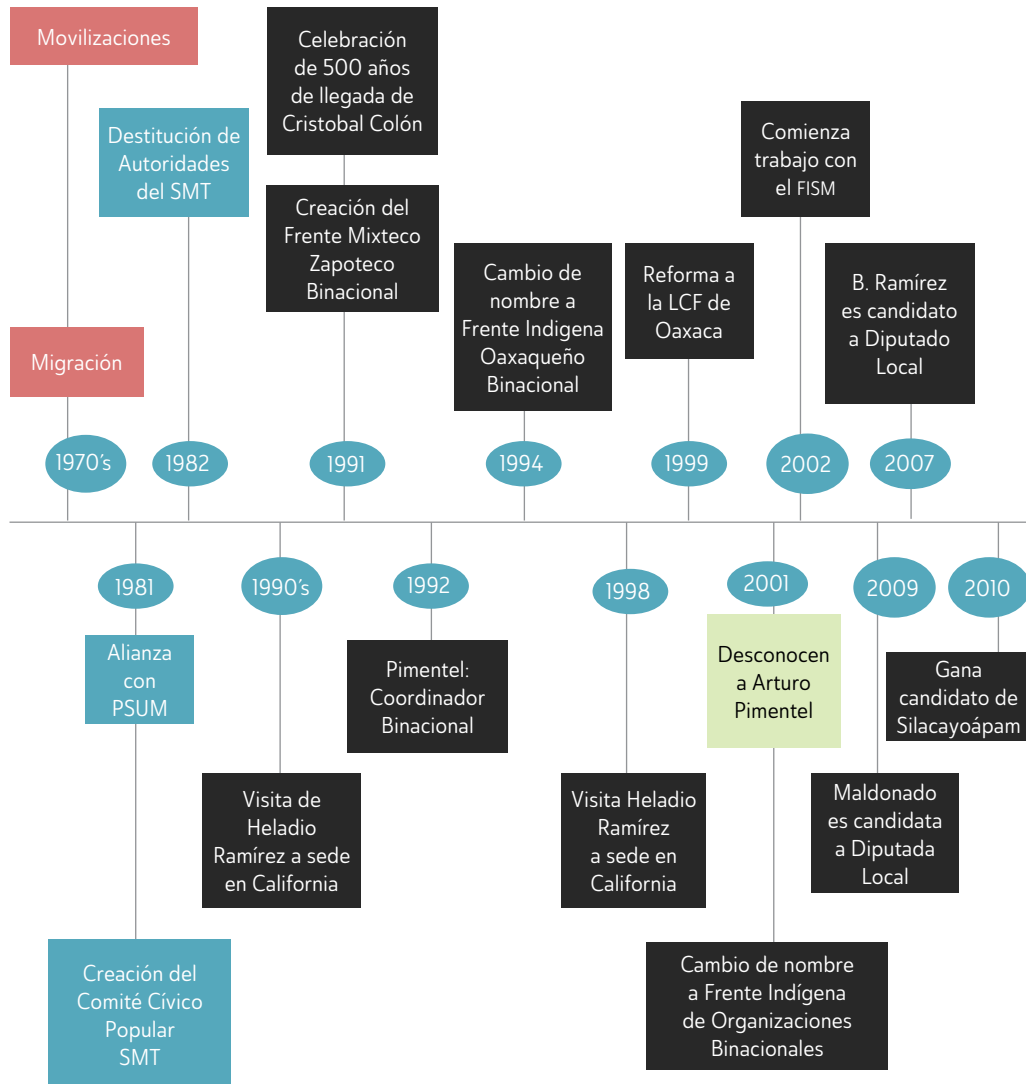 Movilizaciones
Migración
1970's
Destitución de
Autoridades
del SMT
1982
Celebración
de 500 años
de llegada de
Cristobal Colón
Creación del
Frente Mixteco
Zapoteco
Binacional
1991
Cambio de
nombre a
Frente Indigena
Oaxaqueño
Binacional
1994
Reforma a
la LCF de
Oaxaca
1999
Comienza
trabajo con
el FISM
2002
B. Ramírez
es candidato
a Diputado
Local
2007
1981
Alianza
con
PSUM
Creación del
Comité Cívico
Popular
SMT
1990's
Visita de
Heladio
Ramírez a sede
en California
1992
Pimentel:
Coordinador
Binacional
1998
Visita Heladio
Ramírez
a sede en
California
2001
Desconocen
a Arturo
Pimentel
Cambio de nombre
a Frente Indígena
de Organizaciones
Binacionales
2009
Maldonado
es candidata
a Diputada
Local
2010
Gana
candidato de
Silacayoápam